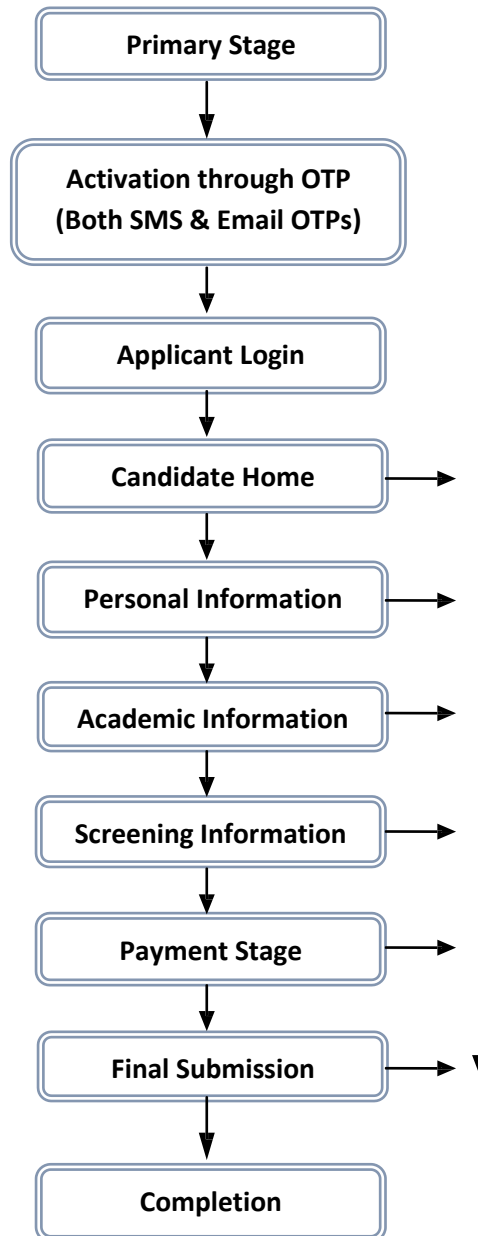 Primary Stage
Activation through OTP
(Both SMS & Email OTPs)
Applicant Login
Candidate Home
Personal Information
Academic Information
Screening Information
Payment Stage
Final Submission
Completion